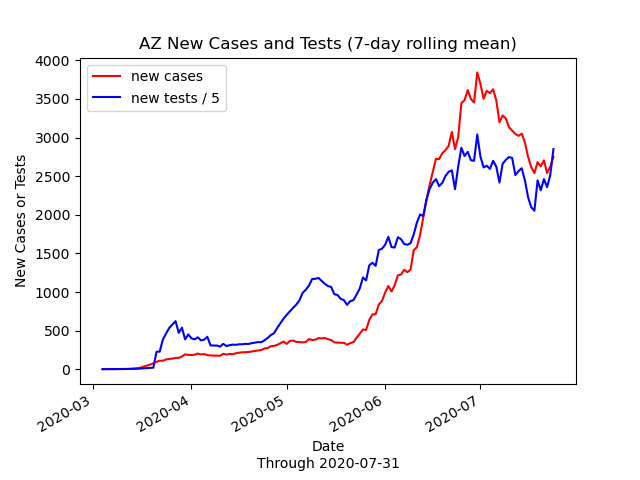 AZ New Cases and Tests (7-day rolling mean)
new cases
new tests / 5
New Cases or Tests
4000
3500
3000
2500
2000
1500
1000
500
0
2020-03
2020-04
2020-05
2020-06
2020-07
Date
Through 2020-07-31